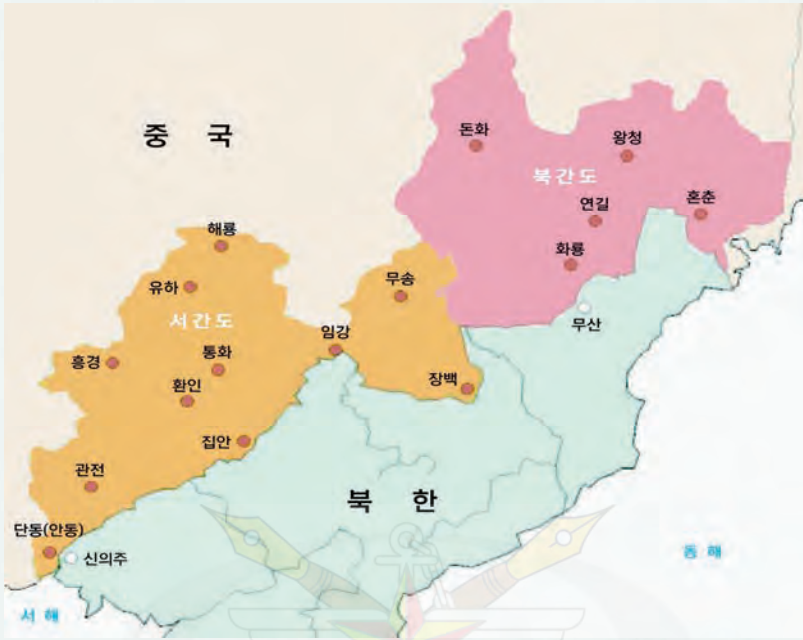 중 국
돈화
왕청
북간도
연길
혼춘
해룡
화룡
유하
무송
서간도
무산
임강
통화
흥경
장백
환인
집안
관전
북 한
단동(안동)
신의주
동 해
서 해